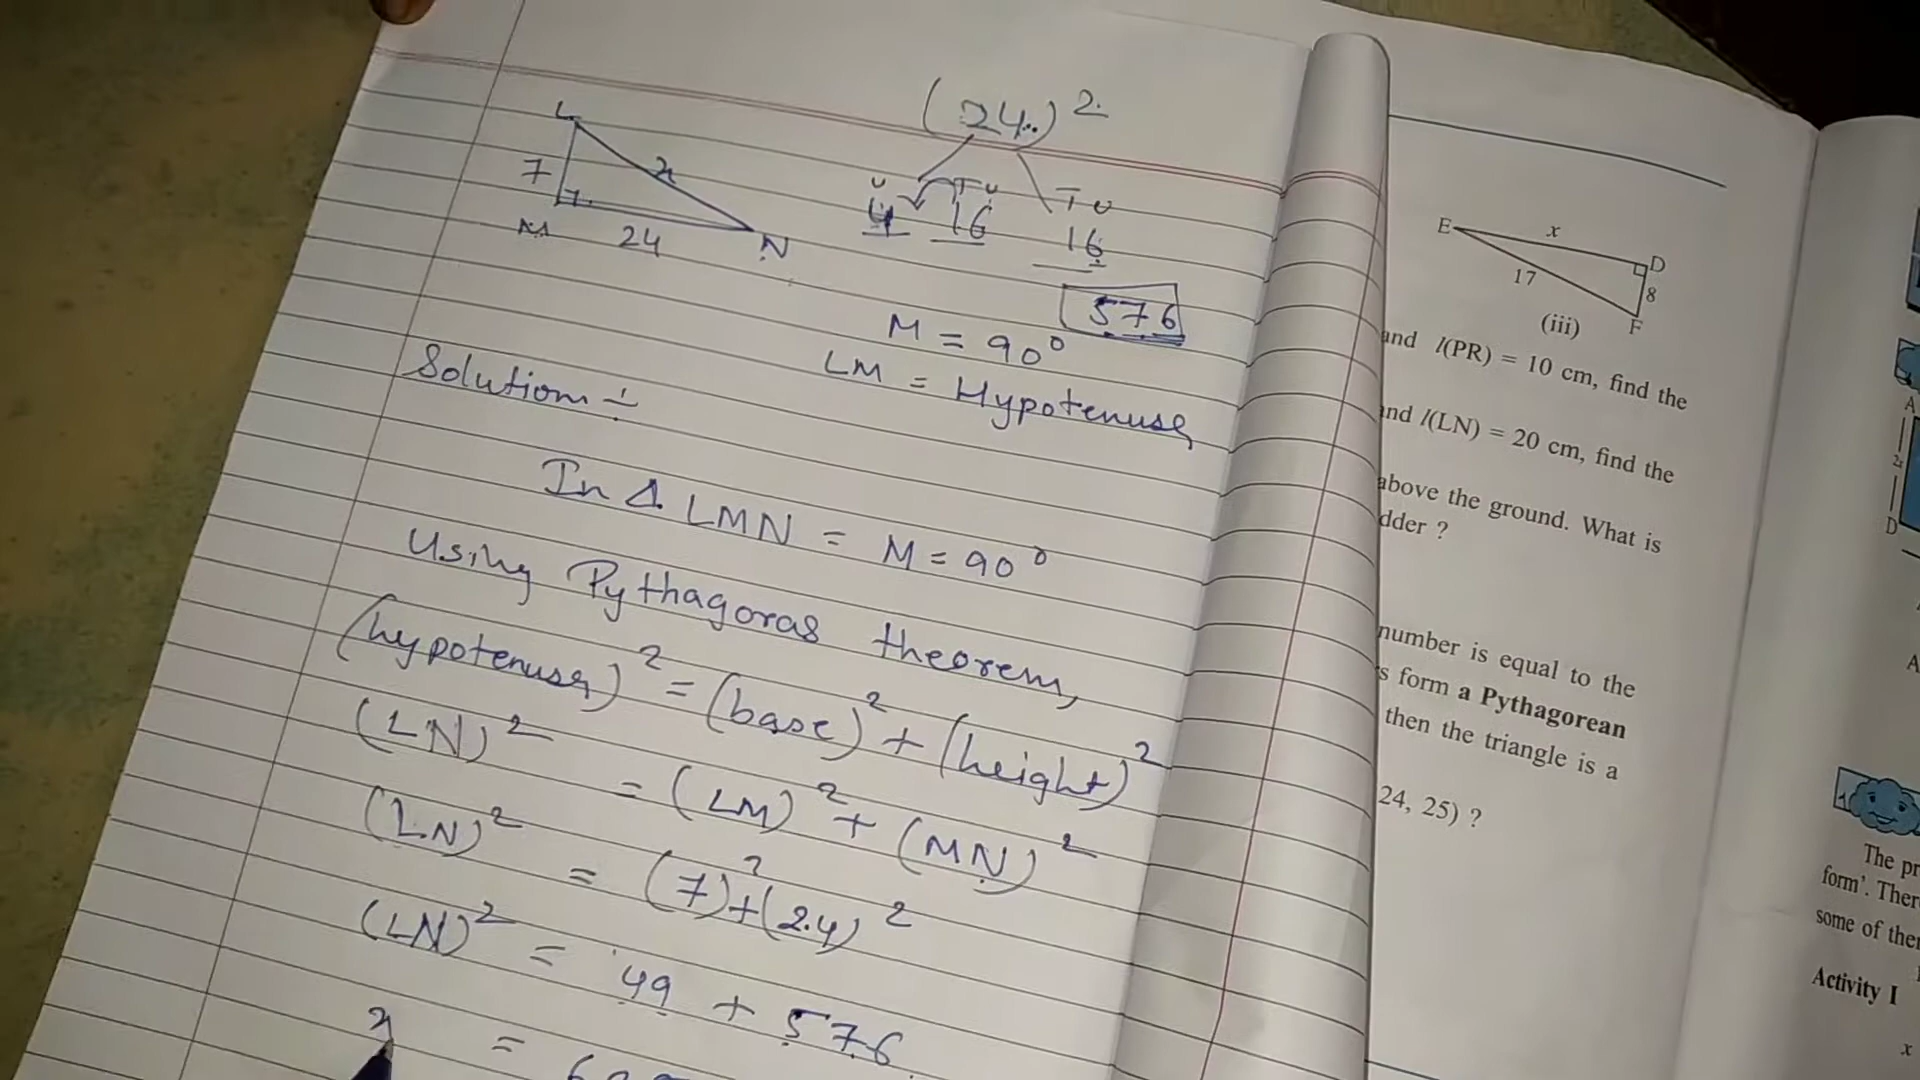 (24)²
L
7
x
M
24
N
U
T U
T U
4
16
16
576
M = 90°
LM = Hypotenuse
Solution ÷
In Δ LMN = M = 90°
Using Pythagoras theorem,
(hypotenuse)² = (base)² + (height)²
(LN)² = (LM)² + (MN)²
(LN)² = (7)² + (24)²
(LN)² = 49 + 576
x =
E
x
D
17
8
(iii)
F
and l(PR) = 10 cm, find the
and l(LN) = 20 cm, find the
above the ground. What is
dder ?
number is equal to the
s form a Pythagorean
then the triangle is a
24, 25) ?
A
D
The pr
form'. There
some of the
Activity I
x